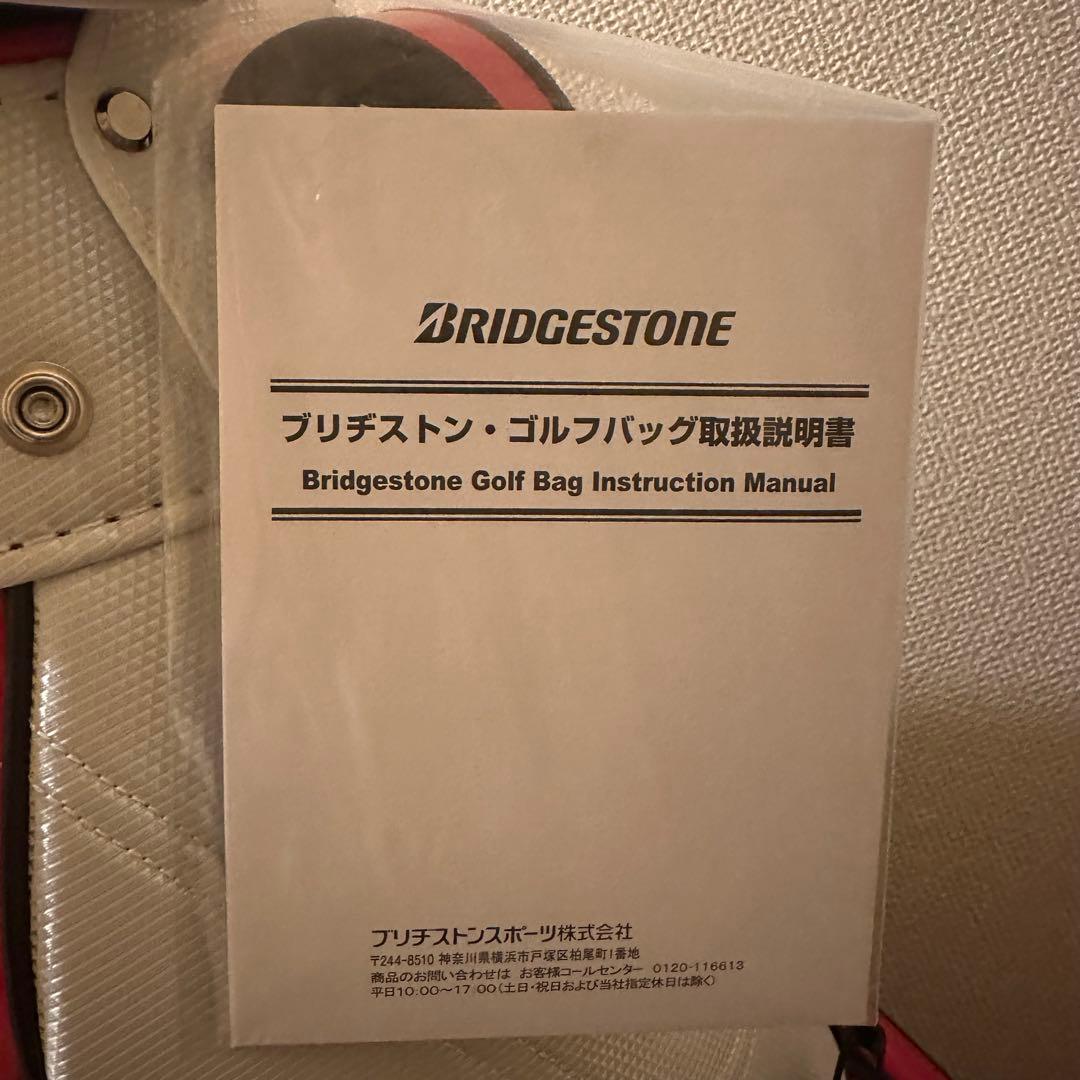 BRIDGESTONE
ブリヂストン・ゴルフバッグ取扱説明書
Bridgestone Golf Bag Instruction Manual
ブリヂストンスポーツ株式会社
〒244-8510 神奈川県横浜市戸塚区柏尾町1番地
商品のお問い合わせは お客様コールセンター 0120-116613
平日10:00〜17:00(土日・祝日および当社指定休日は除く)